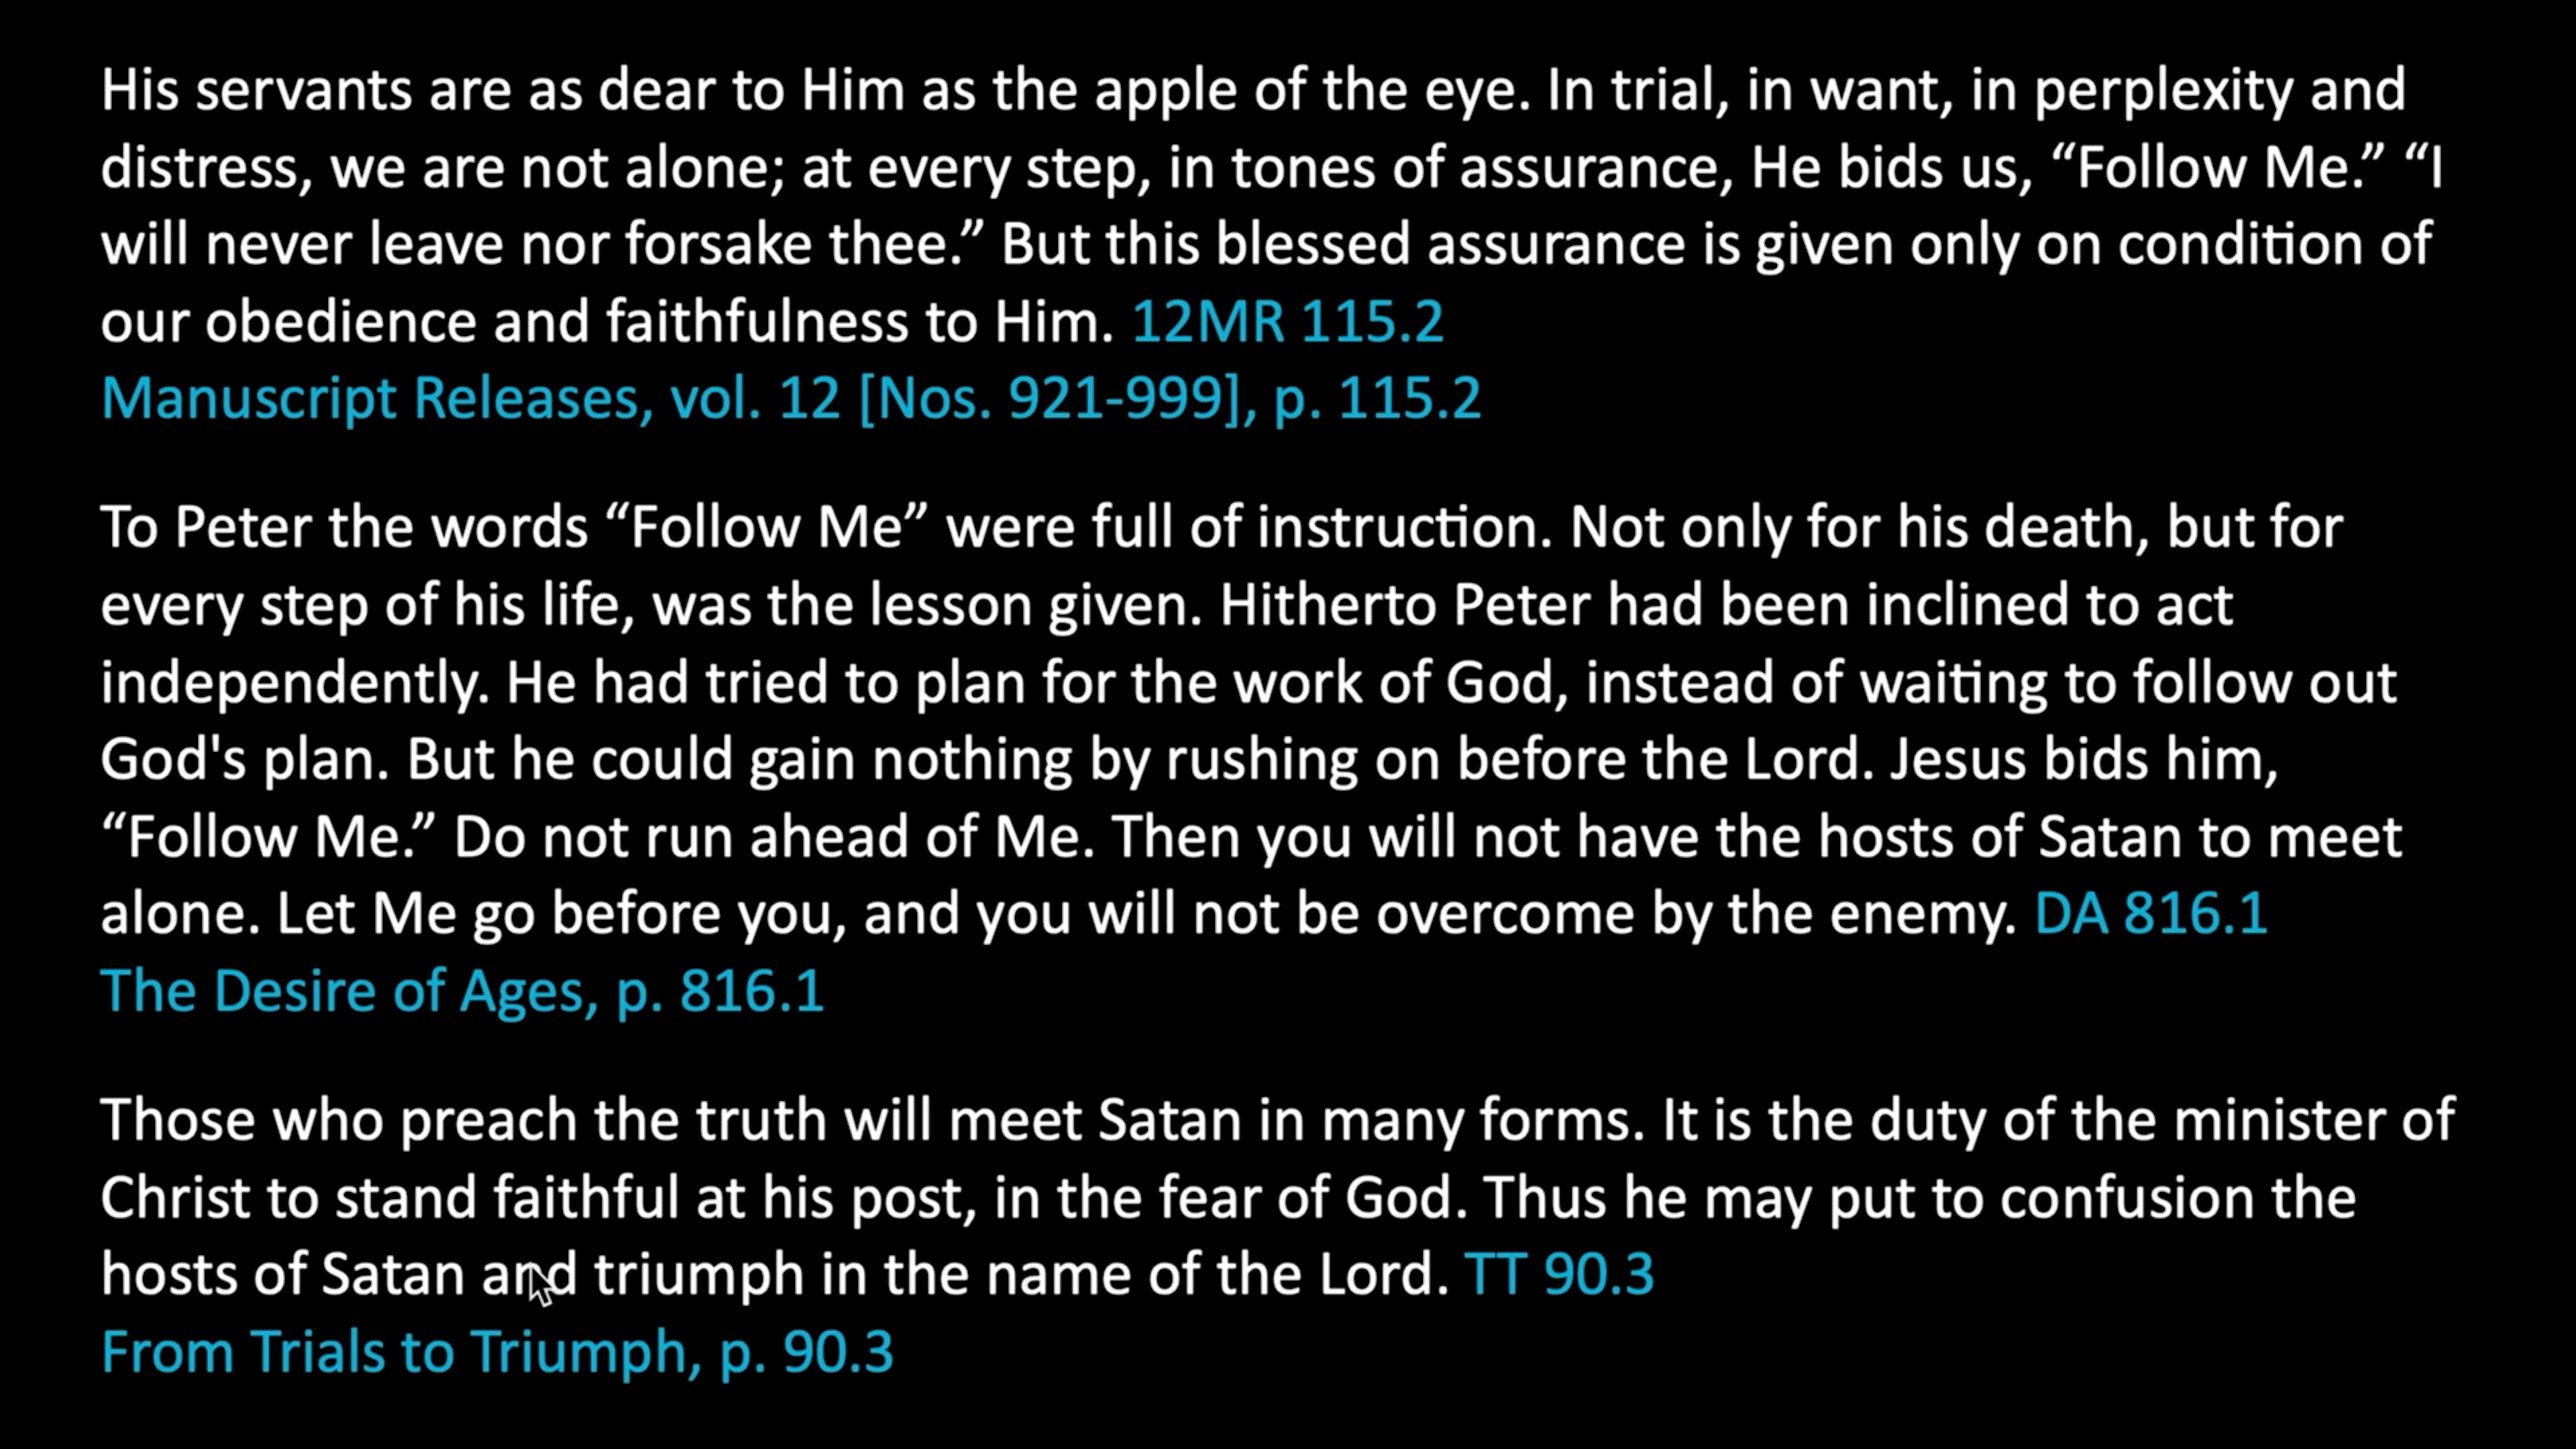 His servants are as dear to Him as the apple of the eye. In trial, in want, in perplexity and
distress, we are not alone; at every step, in tones of assurance, He bids us, “Follow Me.” “I
will never leave nor forsake thee.” But this blessed assurance is given only on condition of
our obedience and faithfulness to Him. 12MR 115.2
Manuscript Releases, vol. 12 [Nos. 921-999], p. 115.2
To Peter the words “Follow Me” were full of instruction. Not only for his death, but for
every step of his life, was the lesson given. Hitherto Peter had been inclined to act
independently. He had tried to plan for the work of God, instead of waiting to follow out
God's plan. But he could gain nothing by rushing on before the Lord. Jesus bids him,
“Follow Me.” Do not run ahead of Me. Then you will not have the hosts of Satan to meet
alone. Let Me go before you, and you will not be overcome by the enemy. DA 816.1
The Desire of Ages, p. 816.1
Those who preach the truth will meet Satan in many forms. It is the duty of the minister of
Christ to stand faithful at his post, in the fear of God. Thus he may put to confusion the
hosts of Satan and triumph in the name of the Lord. TT 90.3
From Trials to Triumph, p. 90.3